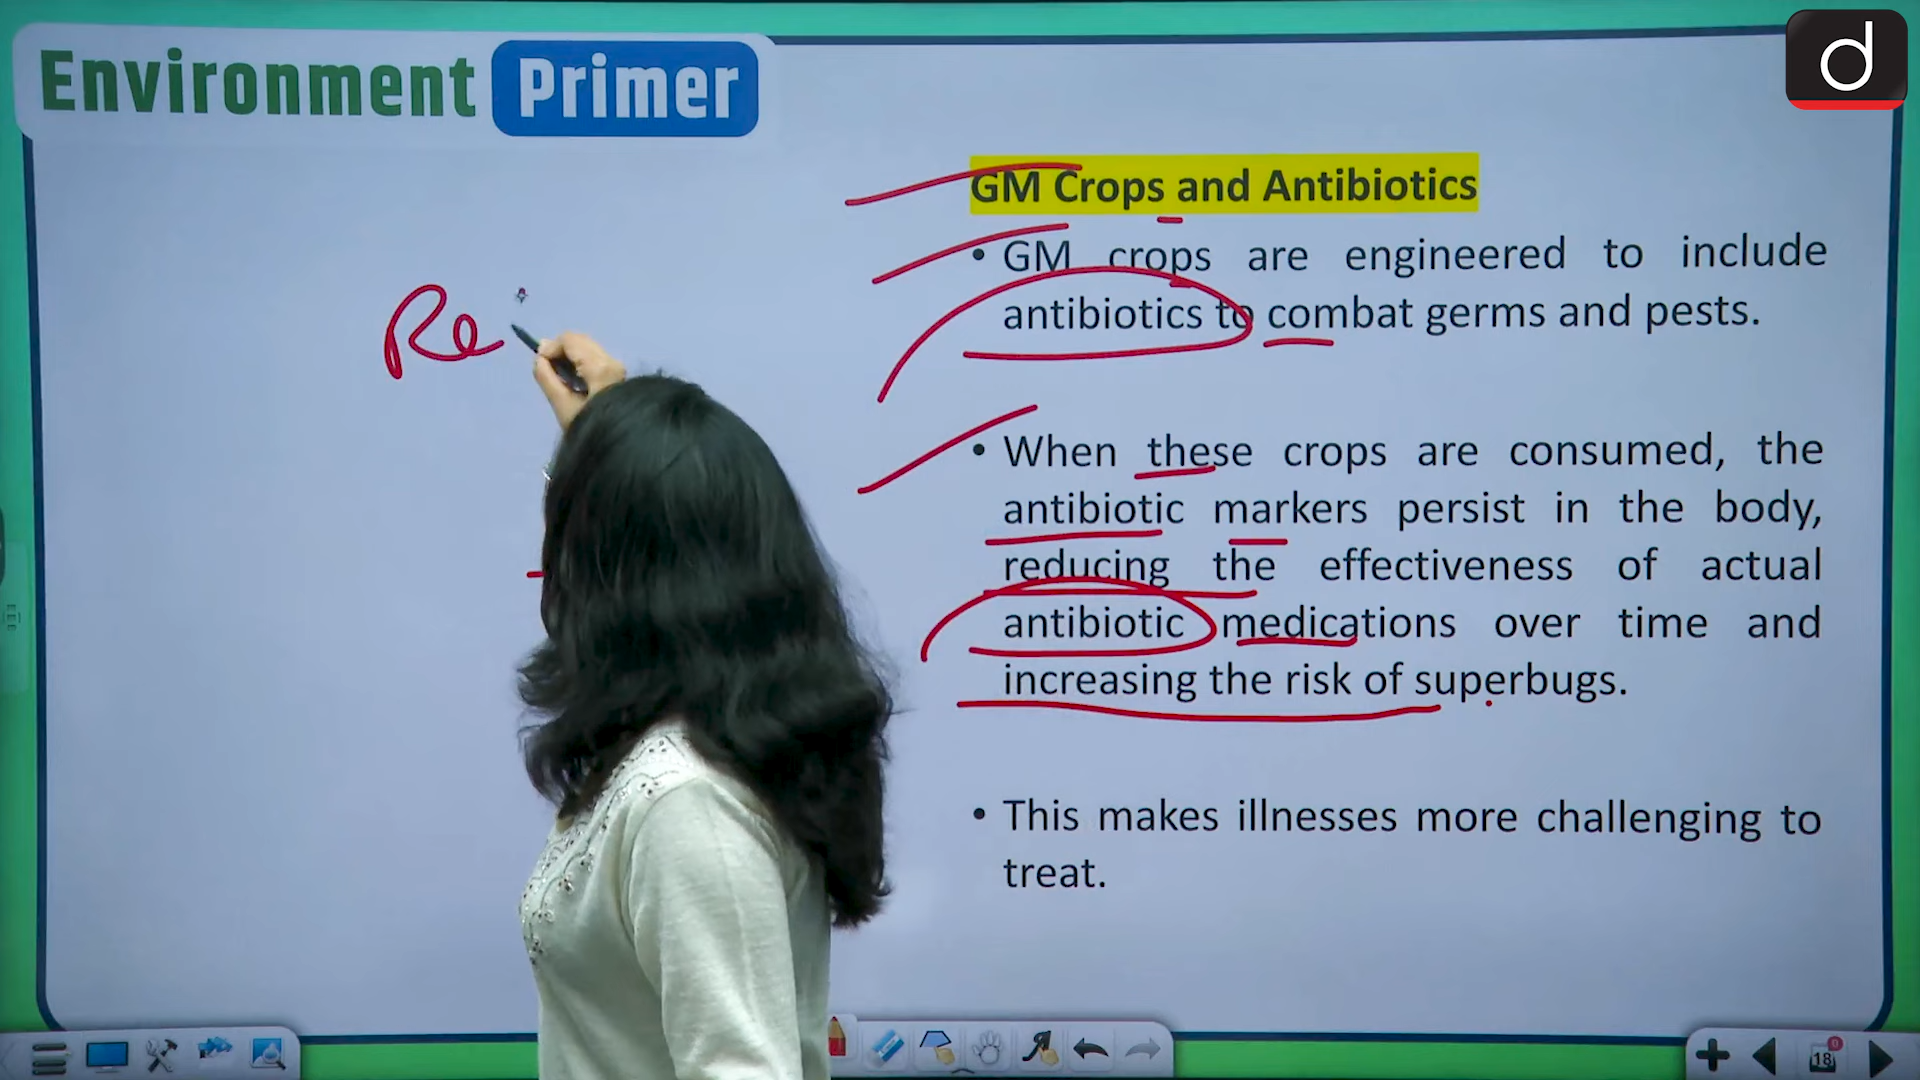 Environment Primer
d
GM Crops and Antibiotics
• GM crops are engineered to include
antibiotics to combat germs and pests.
• When these crops are consumed, the
antibiotic markers persist in the body,
reducing the effectiveness of actual
antibiotic medications over time and
increasing the risk of superbugs.
• This makes illnesses more challenging to
treat.
Re
18
0